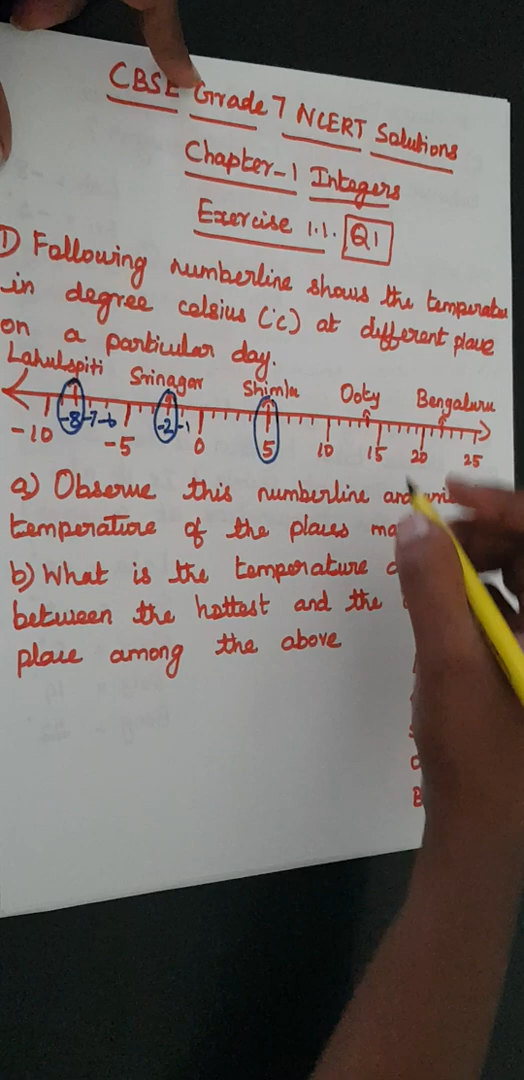 CBSE Grade 7 NCERT Solutions
Chapter-1 Integers
Exercise 1.1. Q1
1) Following numberline shows the temperatu
in degree celsius (°c) at different place
on a particular day.
Lahulspiti Srinagar Shimla Ooty Bengaluru
-8 -7 -6 -2 -1
-10 -5 0 5 10 15 20 25
a) Observe this numberline and
temperature of the places ma
b) What is the temperature
between the hottest and the
place among the above